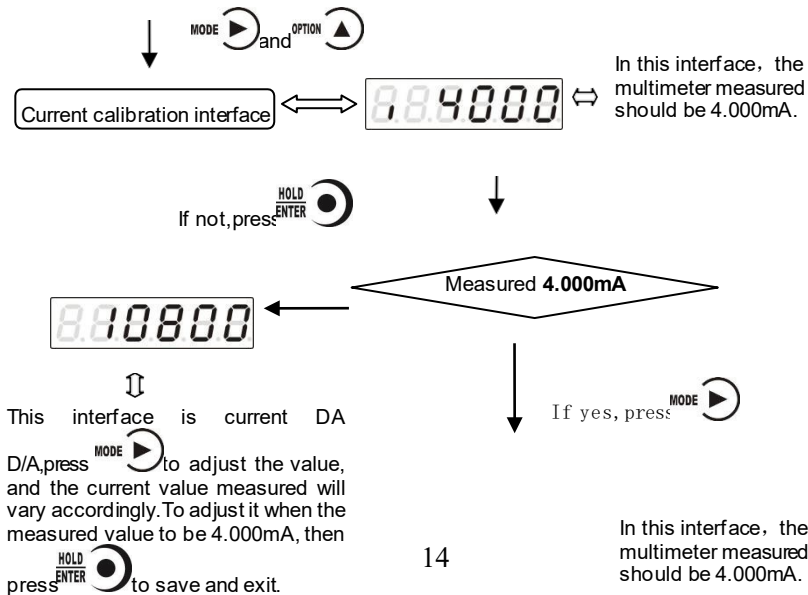 MODE and OPTION
Current calibration interface
i 4000
In this interface, the
multimeter measured
should be 4.000mA.
If not,press HOLD ENTER
Measured 4.000mA
10800
If yes,press MODE
This interface is current DA
D/A,press MODE to adjust the value,
and the current value measured will
vary accordingly.To adjust it when the
measured value to be 4.000mA, then
press HOLD ENTER to save and exit.
14
In this interface, the
multimeter measured
should be 4.000mA.